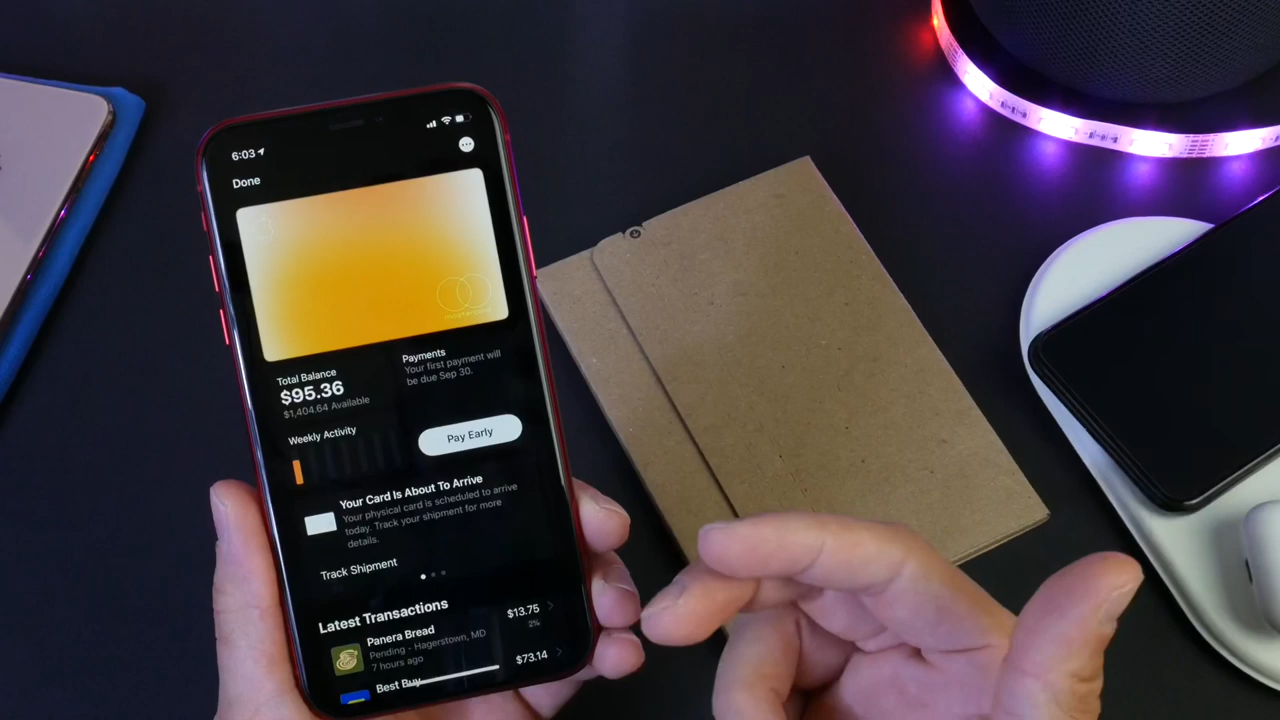 6:03
Done
mastercard
Total Balance
$95.36
$1,404.64 Available
Payments
Your first payment will
be due Sep 30.
Weekly Activity
Pay Early
Your Card Is About To Arrive
Your physical card is scheduled to arrive
today. Track your shipment for more
details.
Track Shipment
Latest Transactions
Panera Bread
$13.75
Pending - Hagerstown, MD
2%
7 hours ago
Best Buy
$73.14